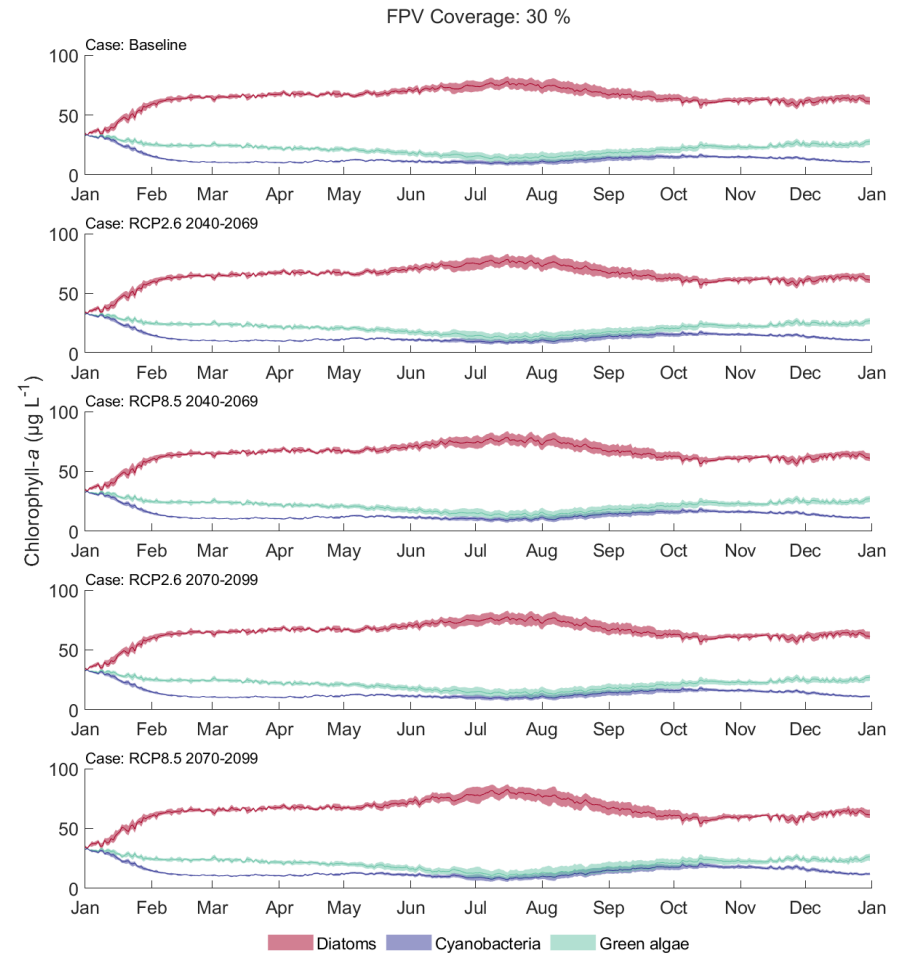 FPV Coverage: 30 %
Chlorophyll-a (µg L⁻¹)
Case: Baseline
100
50
0
Jan Feb Mar Apr May Jun Jul Aug Sep Oct Nov Dec Jan
Case: RCP2.6 2040-2069
100
50
0
Jan Feb Mar Apr May Jun Jul Aug Sep Oct Nov Dec Jan
Case: RCP8.5 2040-2069
100
50
0
Jan Feb Mar Apr May Jun Jul Aug Sep Oct Nov Dec Jan
Case: RCP2.6 2070-2099
100
50
0
Jan Feb Mar Apr May Jun Jul Aug Sep Oct Nov Dec Jan
Case: RCP8.5 2070-2099
100
50
0
Jan Feb Mar Apr May Jun Jul Aug Sep Oct Nov Dec Jan
Diatoms Cyanobacteria Green algae